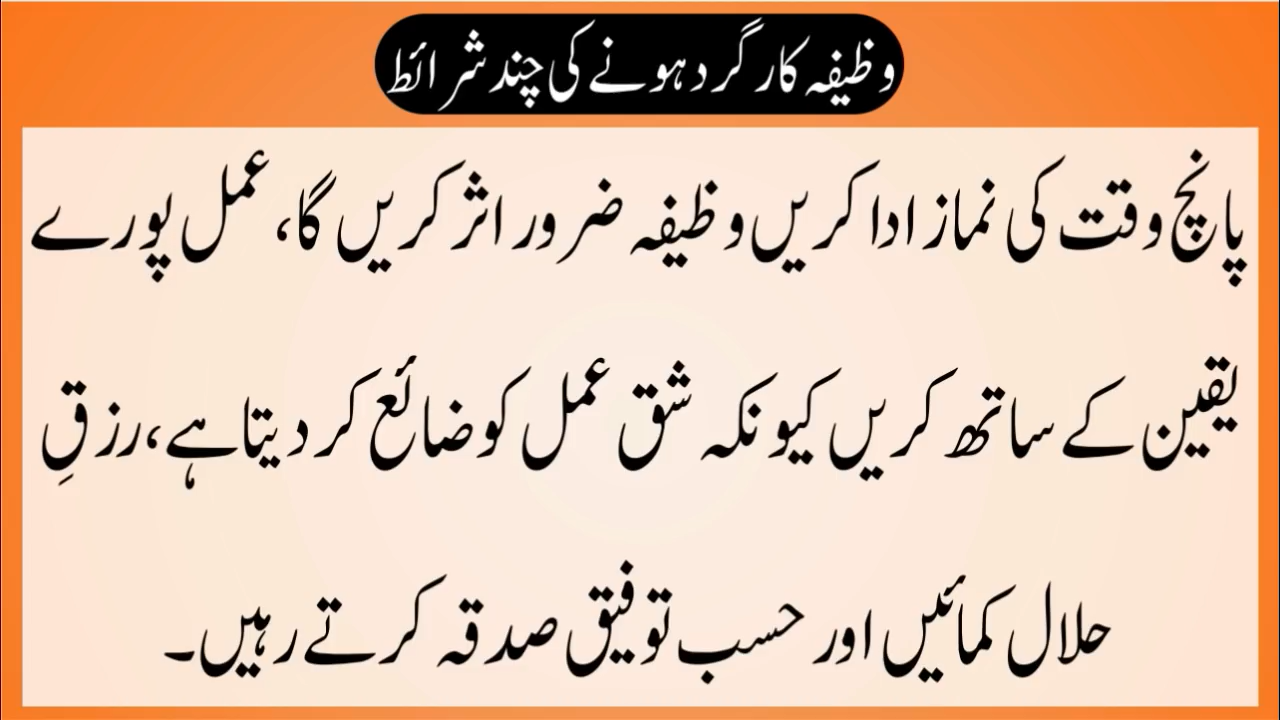 وظیفہ کار گرد ہونے کی چند شرائط
پانچ وقت کی نماز ادا کریں وظیفہ ضرور اثر کریں گا، عمل پورے
یقین کے ساتھ کریں کیونکہ شق عمل کو ضائع کر دیتا ہے، رزقِ
حلال کمائیں اور حسب توفیق صدقہ کرتے رہیں۔